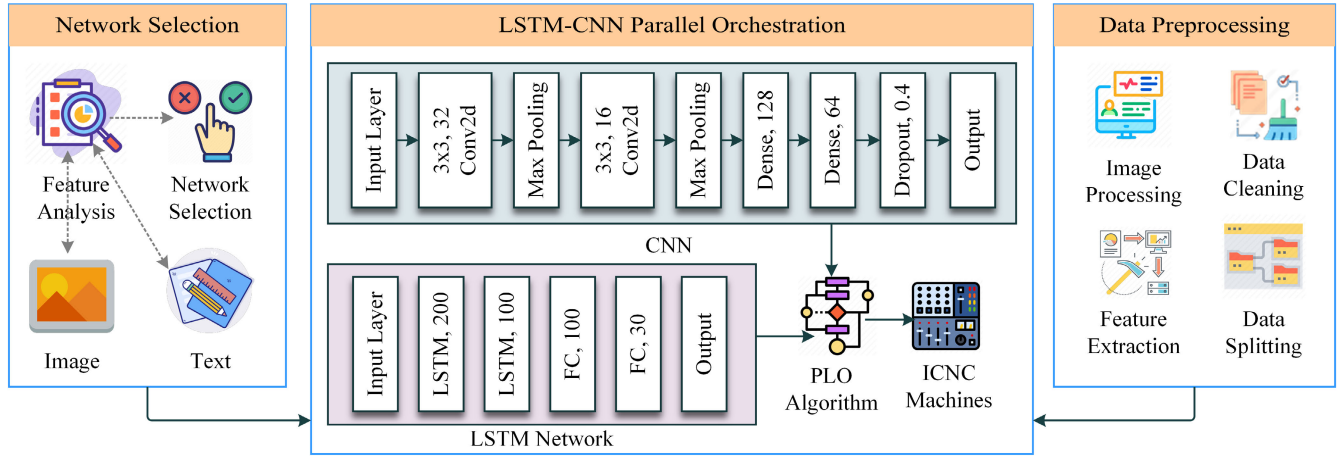 Network Selection
Feature
Analysis
Network
Selection
Image
Text
LSTM-CNN Parallel Orchestration
Input Layer
3x3, 32
Conv2d
Max Pooling
3x3, 16
Conv2d
Max Pooling
Dense, 128
Dense, 64
Dropout, 0.4
Output
CNN
Input Layer
LSTM, 200
LSTM, 100
FC, 100
FC, 30
Output
LSTM Network
PLO
Algorithm
ICNC
Machines
Data Preprocessing
Image
Processing
Data
Cleaning
Feature
Extraction
Data
Splitting